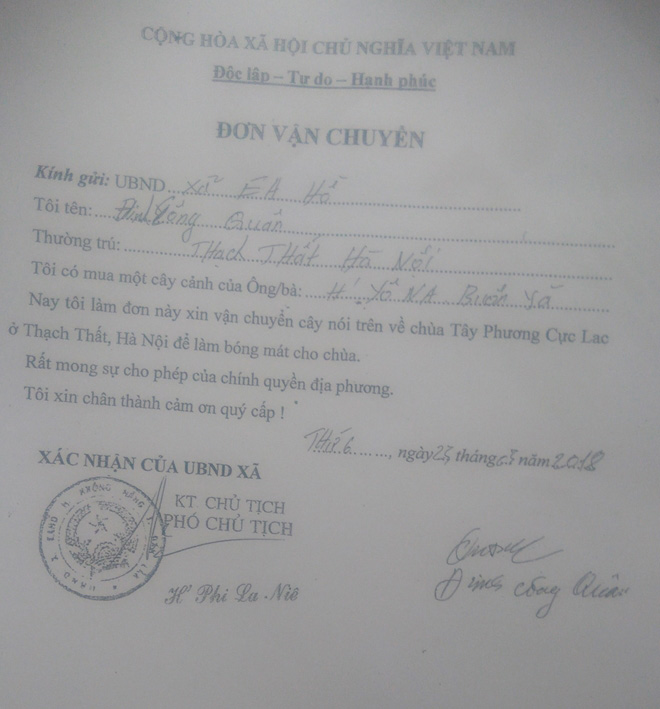 CỘNG HÒA XÃ HỘI CHỦ NGHĨA VIỆT NAM
Độc lập – Tự do – Hạnh phúc
ĐƠN VẬN CHUYỂN
Kính gửi: UBND Xã EA Hồ
Tôi tên: Đinh Công Quân
Thường trú: Thạch Thất Hà Nội
Tôi có mua một cây cảnh của Ông/bà: H' Yô NA Buôn
Nay tôi làm đơn này xin vận chuyển cây nói trên về chùa Tây Phương Cực Lac
ở Thạch Thất, Hà Nội để làm bóng mát cho chùa.
Rất mong sự cho phép của chính quyền địa phương.
Tôi xin chân thành cảm ơn quý cấp !
Thứ 6, ngày 23 tháng 03 năm 2018
XÁC NHẬN CỦA UBND XÃ
KT CHỦ TỊCH
PHÓ CHỦ TỊCH
H' Phi La Niê
Đinh Công Quân